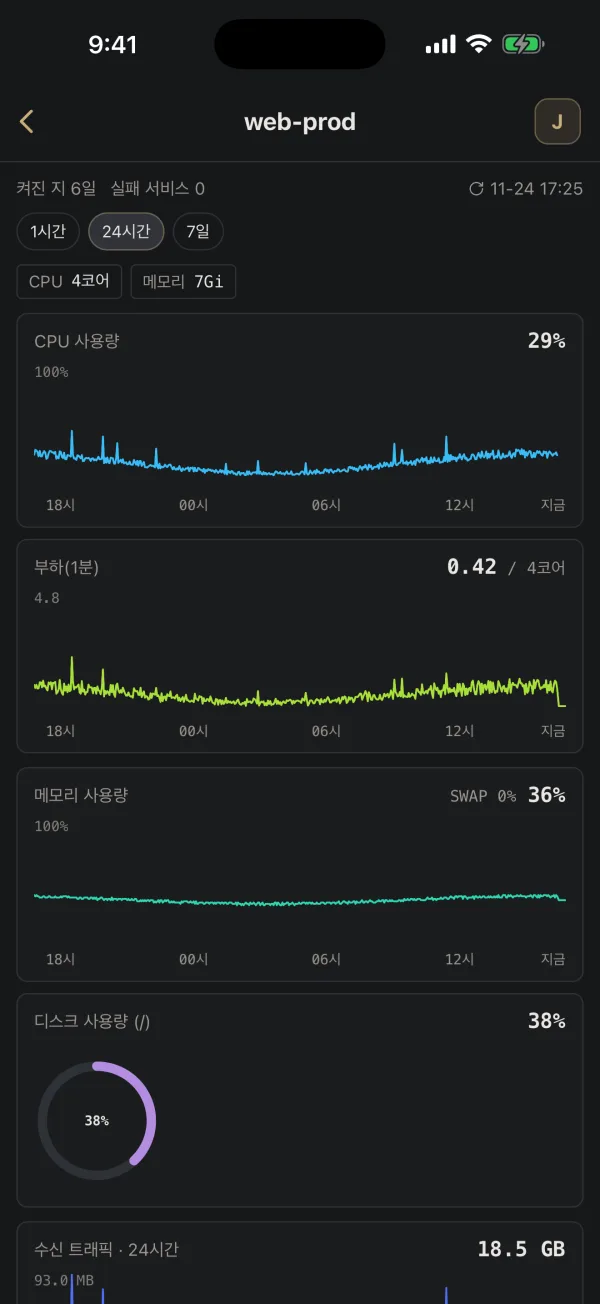 9:41
web-prod
J
켜진 지 6일 실패 서비스 0
11-24 17:25
1시간 24시간 7일
CPU 4코어 메모리 7Gi
CPU 사용량 29%
100%
18시 00시 06시 12시 지금
부하(1분) 0.42 / 4코어
4.8
18시 00시 06시 12시 지금
메모리 사용량 SWAP 0% 36%
100%
18시 00시 06시 12시 지금
디스크 사용량 (/) 38%
38%
수신 트래픽 · 24시간 18.5 GB
93.0 MB